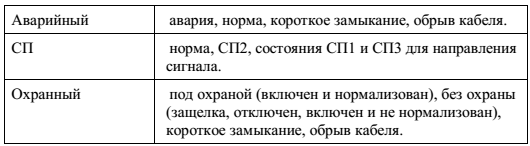 Аварийный
авария, норма, короткое замыкание, обрыв кабеля.
СП
норма, СП2, состояния СП1 и СП3 для направления
сигнала.
Охранный
под охраной (включен и нормализован), без охраны
(защелка, отключен, включен и не нормализован),
короткое замыкание, обрыв кабеля.